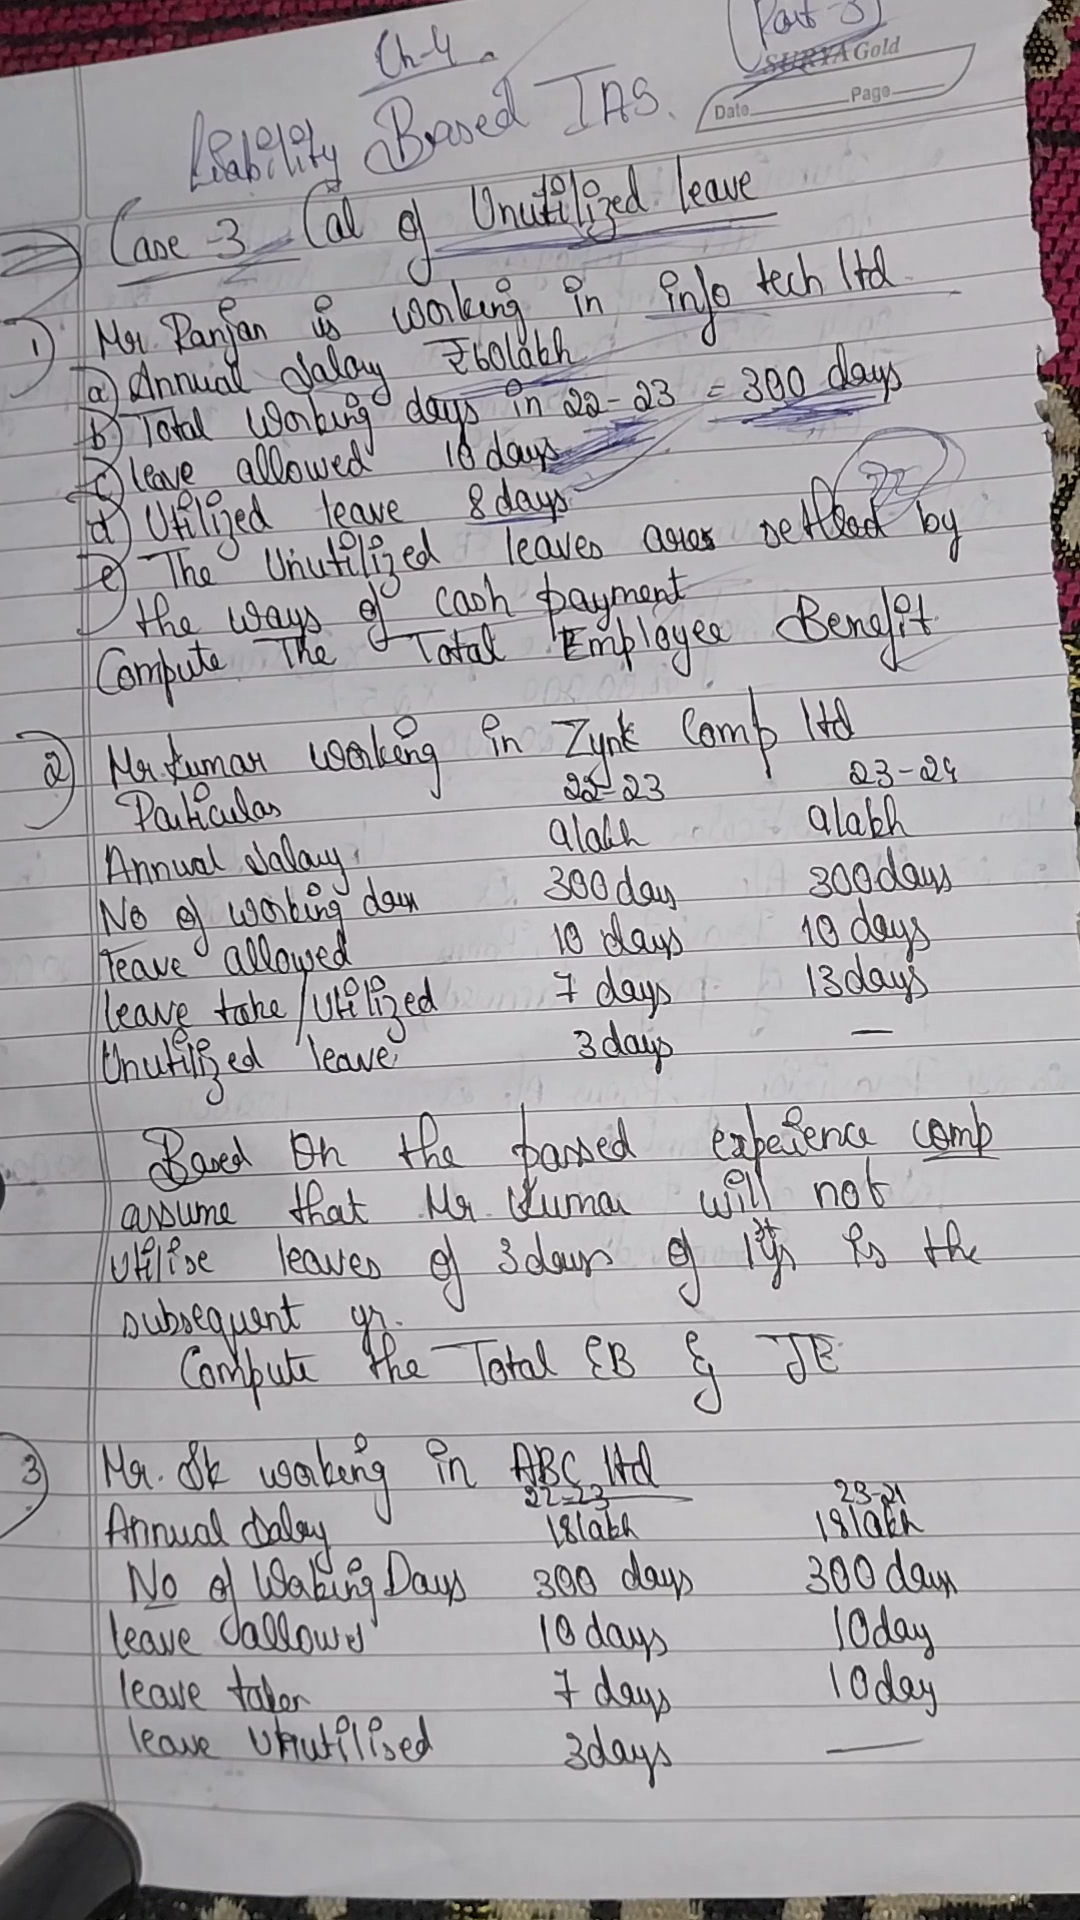 Ch-4
Part-3
SURYA Gold
Date Page
Liability Based IAS.
Case -3 Cal of Unutilized leave
1) Mr. Ranjan is working in info tech ltd
a) Annual Salary ₹60lakh
b) Total Working days in 22-23 = 300 days
c) leave allowed 10 days
d) Utilized leave 8 days
e) The Unutilized leaves are settled by
the ways of cash payment
Compute The Total Employee Benefit
2) Mr. Kumar working in Zynk Comp ltd
Particulas 22-23 23-24
Annual Salary 9lakh 9lakh
No of working days 300 days 300 days
leave allowed 10 days 10 days
leave take/Utilized 7 days 13 days
Unutilized leave 3 days —
Based On the passed expeience comp
assume that Mr. Kumar will not
Utilise leaves of 3 days of 1st yr is the
subsequent yr.
Compute the Total EB & JE
3) Mr. Sk working in ABC ltd
22-23
Annual Salay 18lakh 18lakh
No of Waking Days 300 days 300 days
leave allowed 10 days 10 day
leave taken 7 days 10 day
leave Unutilised 3 days —